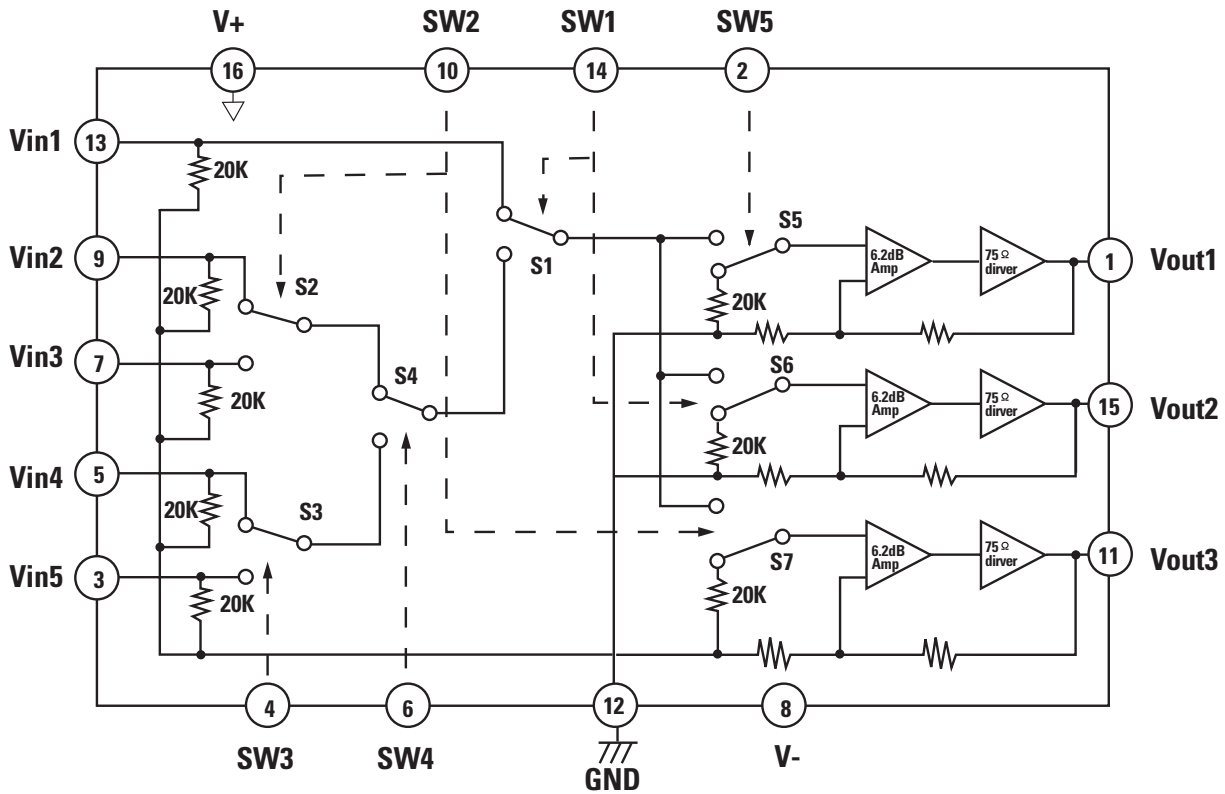 V+
SW2
SW1
SW5
16
10
14
2
Vin1
13
20K
Vin2
9
S5
S1
6.2dB
Amp
75 Ω
dirver
1
Vout1
20K
S2
20K
Vin3
7
S4
S6
20K
6.2dB
Amp
75 Ω
dirver
15
Vout2
20K
Vin4
5
20K
S3
Vin5
3
S7
6.2dB
Amp
75 Ω
dirver
11
Vout3
20K
20K
4
6
12
8
SW3
SW4
GND
V-